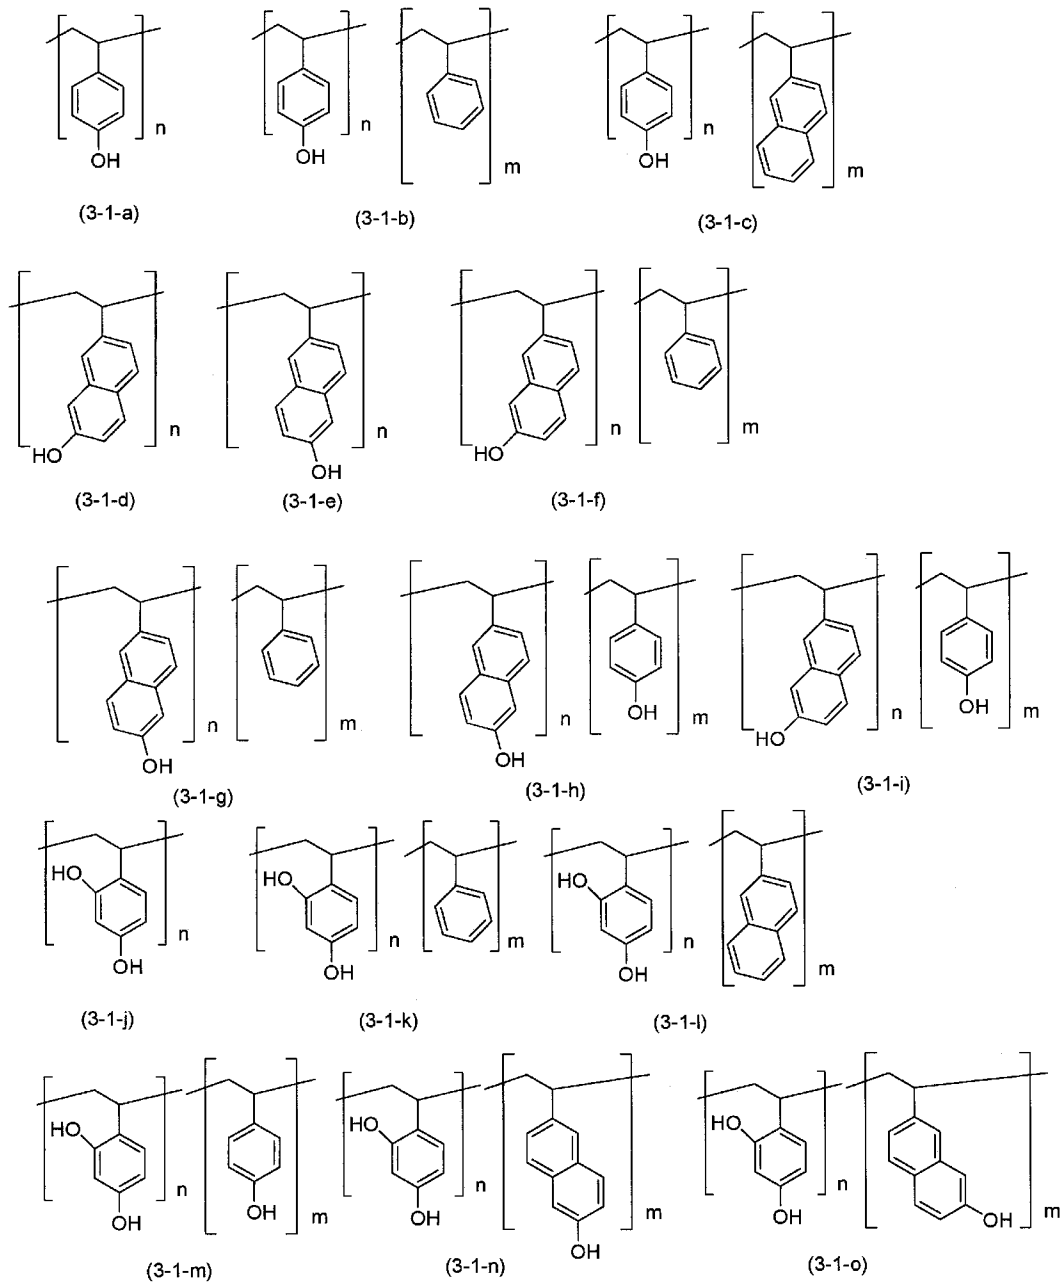 n n m n m
OH OH OH
(3-1-a) (3-1-b) (3-1-c)
n n n m
HO OH HO
(3-1-d) (3-1-e) (3-1-f)
n m n m n m
OH OH OH HO OH
(3-1-g) (3-1-h) (3-1-i)
HO HO HO
n n m n m
OH OH OH
(3-1-j) (3-1-k) (3-1-l)
HO HO HO
n m n m n m
OH OH OH OH OH OH
(3-1-m) (3-1-n) (3-1-o)